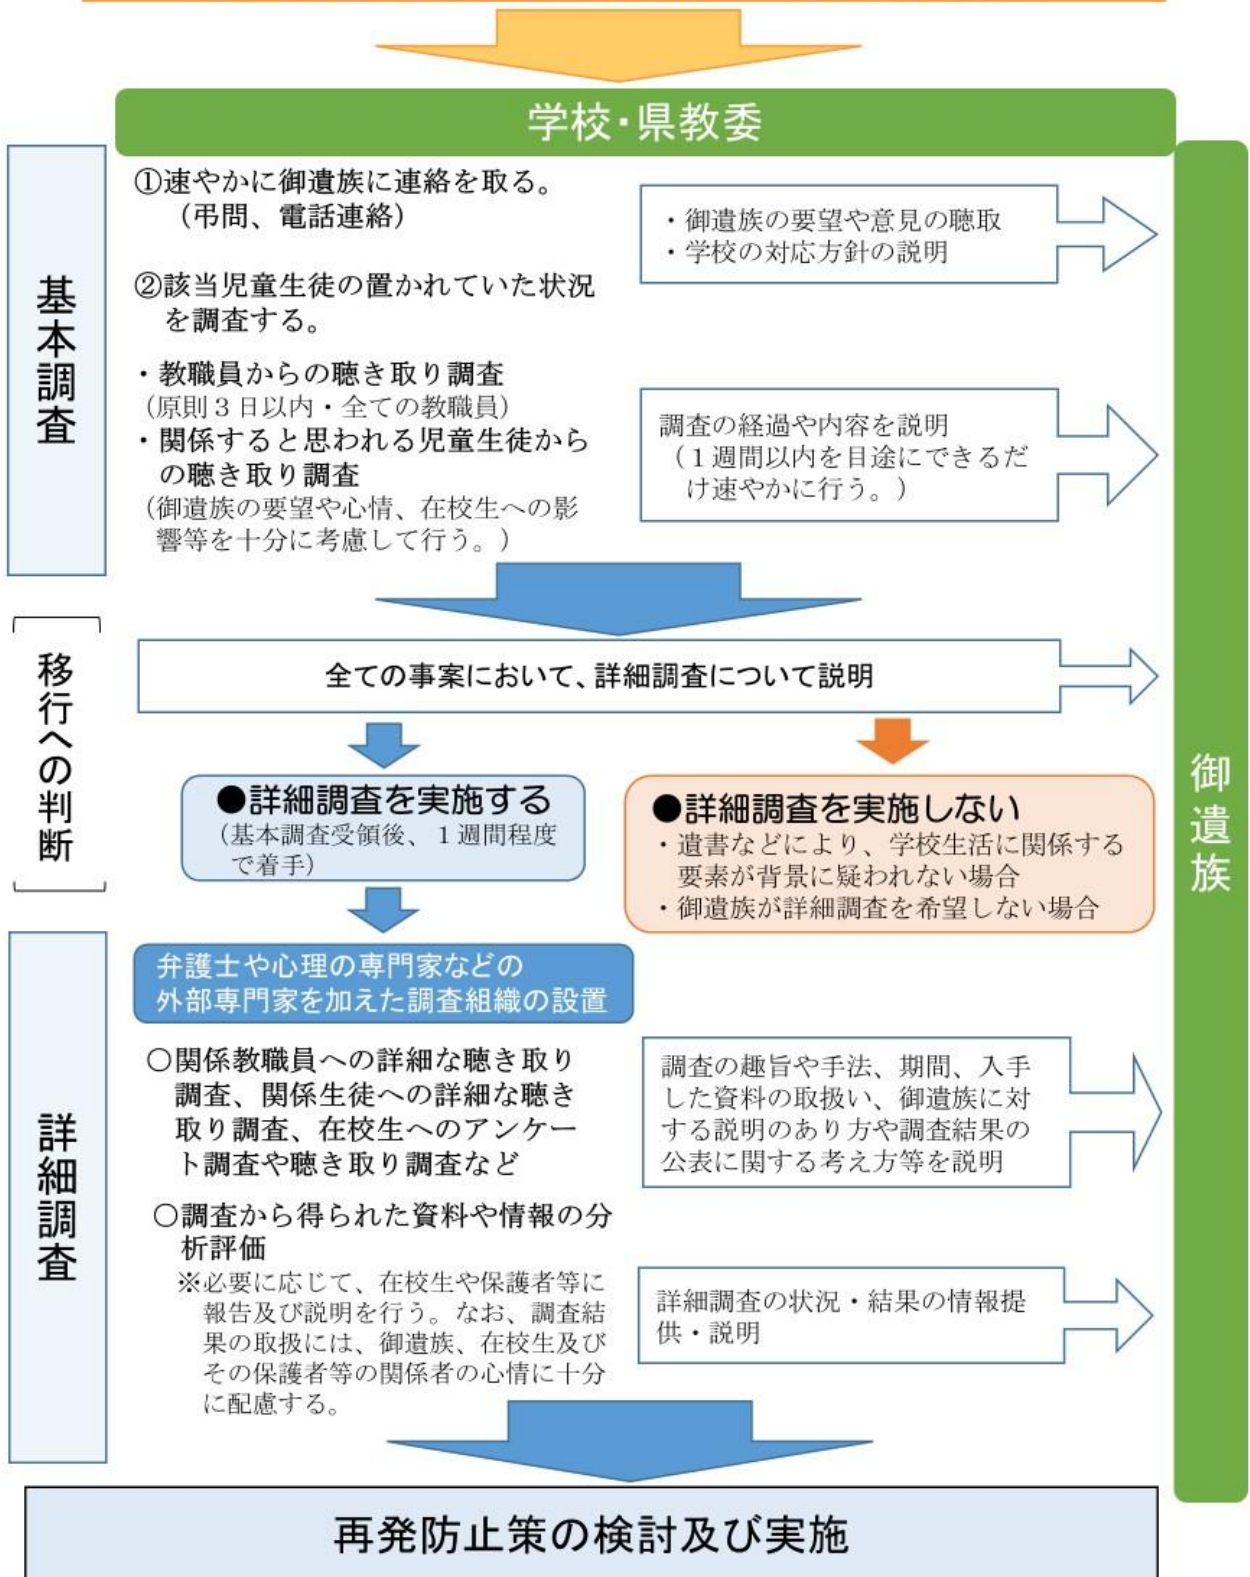 学校・県教委
基本調査
①速やかに御遺族に連絡を取る。
（弔問、電話連絡）
・御遺族の要望や意見の聴取
・学校の対応方針の説明
②該当児童生徒の置かれていた状況
を調査する。
・教職員からの聴き取り調査
（原則３日以内・全ての教職員）
・関係すると思われる児童生徒から
の聴き取り調査
（御遺族の要望や心情、在校生への影
響等を十分に考慮して行う。）
調査の経過や内容を説明
（１週間以内を目途にできるだ
け速やかに行う。）
移行への判断
全ての事案において、詳細調査について説明
●詳細調査を実施する
（基本調査受領後、１週間程度
で着手）
●詳細調査を実施しない
・遺書などにより、学校生活に関係する
要素が背景に疑われない場合
・御遺族が詳細調査を希望しない場合
御遺族
詳細調査
弁護士や心理の専門家などの
外部専門家を加えた調査組織の設置
○関係教職員への詳細な聴き取り
調査、関係生徒への詳細な聴き
取り調査、在校生へのアンケー
ト調査や聴き取り調査など
調査の趣旨や手法、期間、入手
した資料の取扱い、御遺族に対
する説明のあり方や調査結果の
公表に関する考え方等を説明
○調査から得られた資料や情報の分
析評価
※必要に応じて、在校生や保護者等に
報告及び説明を行う。なお、調査結
果の取扱には、御遺族、在校生及び
その保護者等の関係者の心情に十分
に配慮する。
詳細調査の状況・結果の情報提
供・説明
再発防止策の検討及び実施